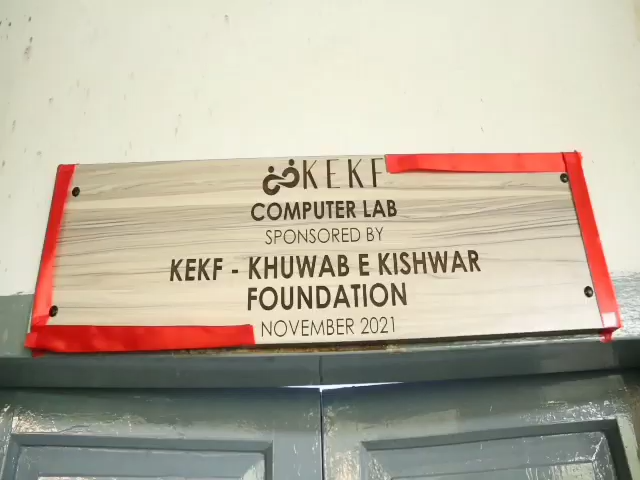 KEKF
COMPUTER LAB
SPONSORED BY
KEKF - KHUWAB E KISHWAR
FOUNDATION
NOVEMBER 2021